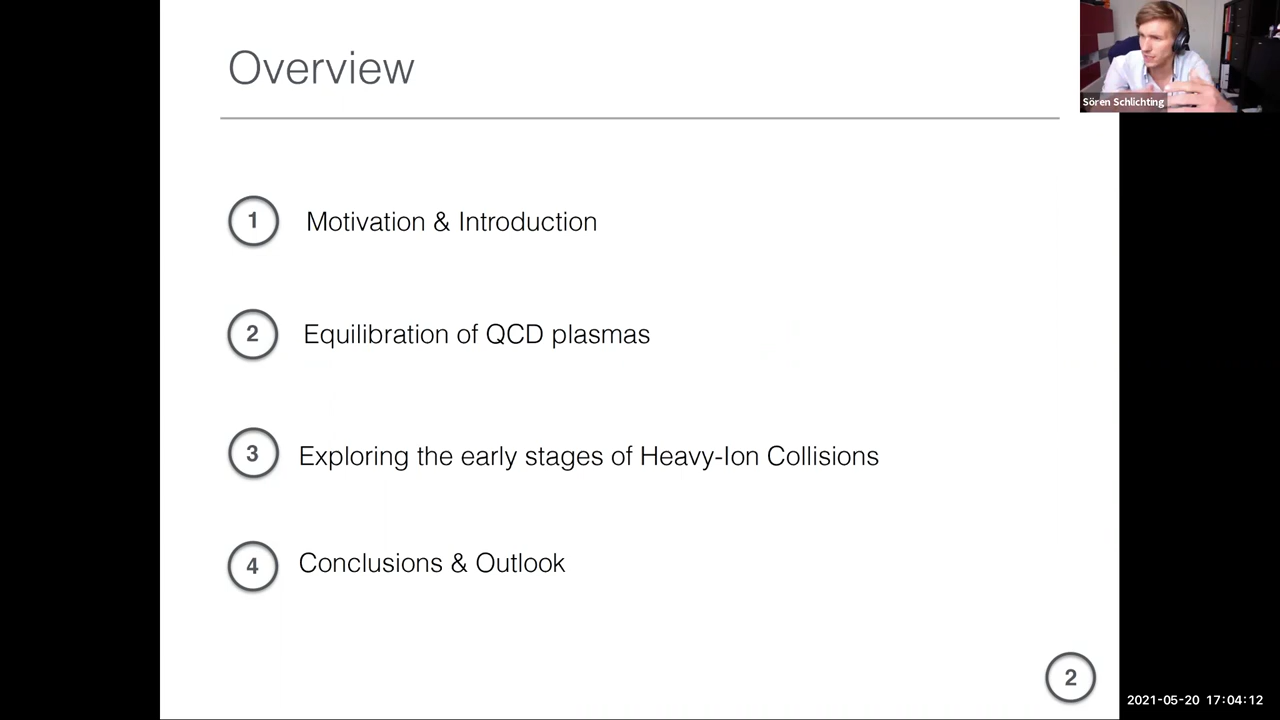 Overview
Sören Schlichting
1
Motivation & Introduction
2
Equilibration of QCD plasmas
3
Exploring the early stages of Heavy-Ion Collisions
4
Conclusions & Outlook
2
2021-05-20 17:04:12